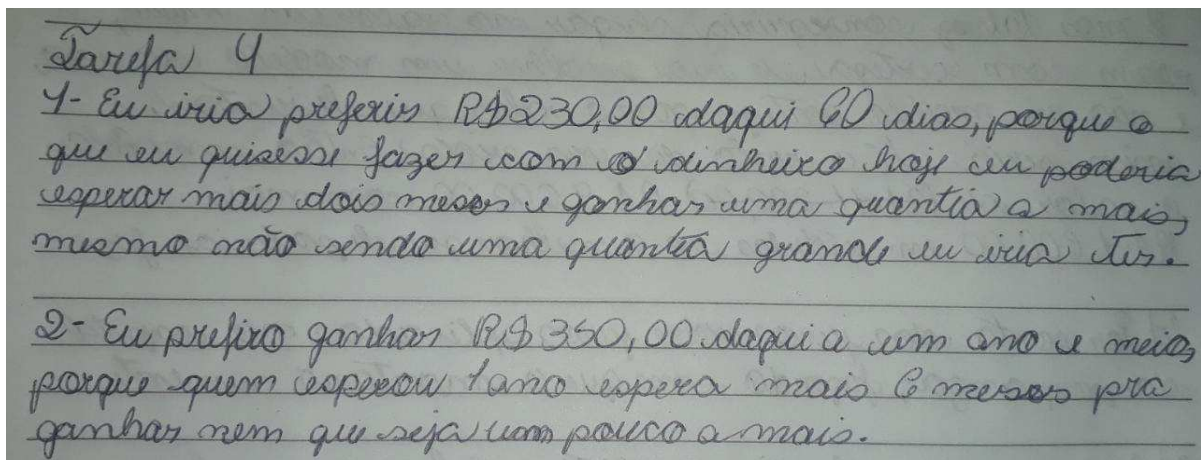 Tarefa 4
1- Eu iria preferir R$230,00 daqui 60 dias, porque o
que eu quisesse fazer com o dinheiro hoje eu poderia
esperar mais dois meses e ganhar uma quantia a mais,
mesmo não sendo uma quantia grande eu iria ter.
2- Eu prefiro ganhar R$350,00 daqui a um ano e meio,
porque quem esperou 1 ano espera mais 6 meses pra
ganhar nem que seja um pouco a mais.